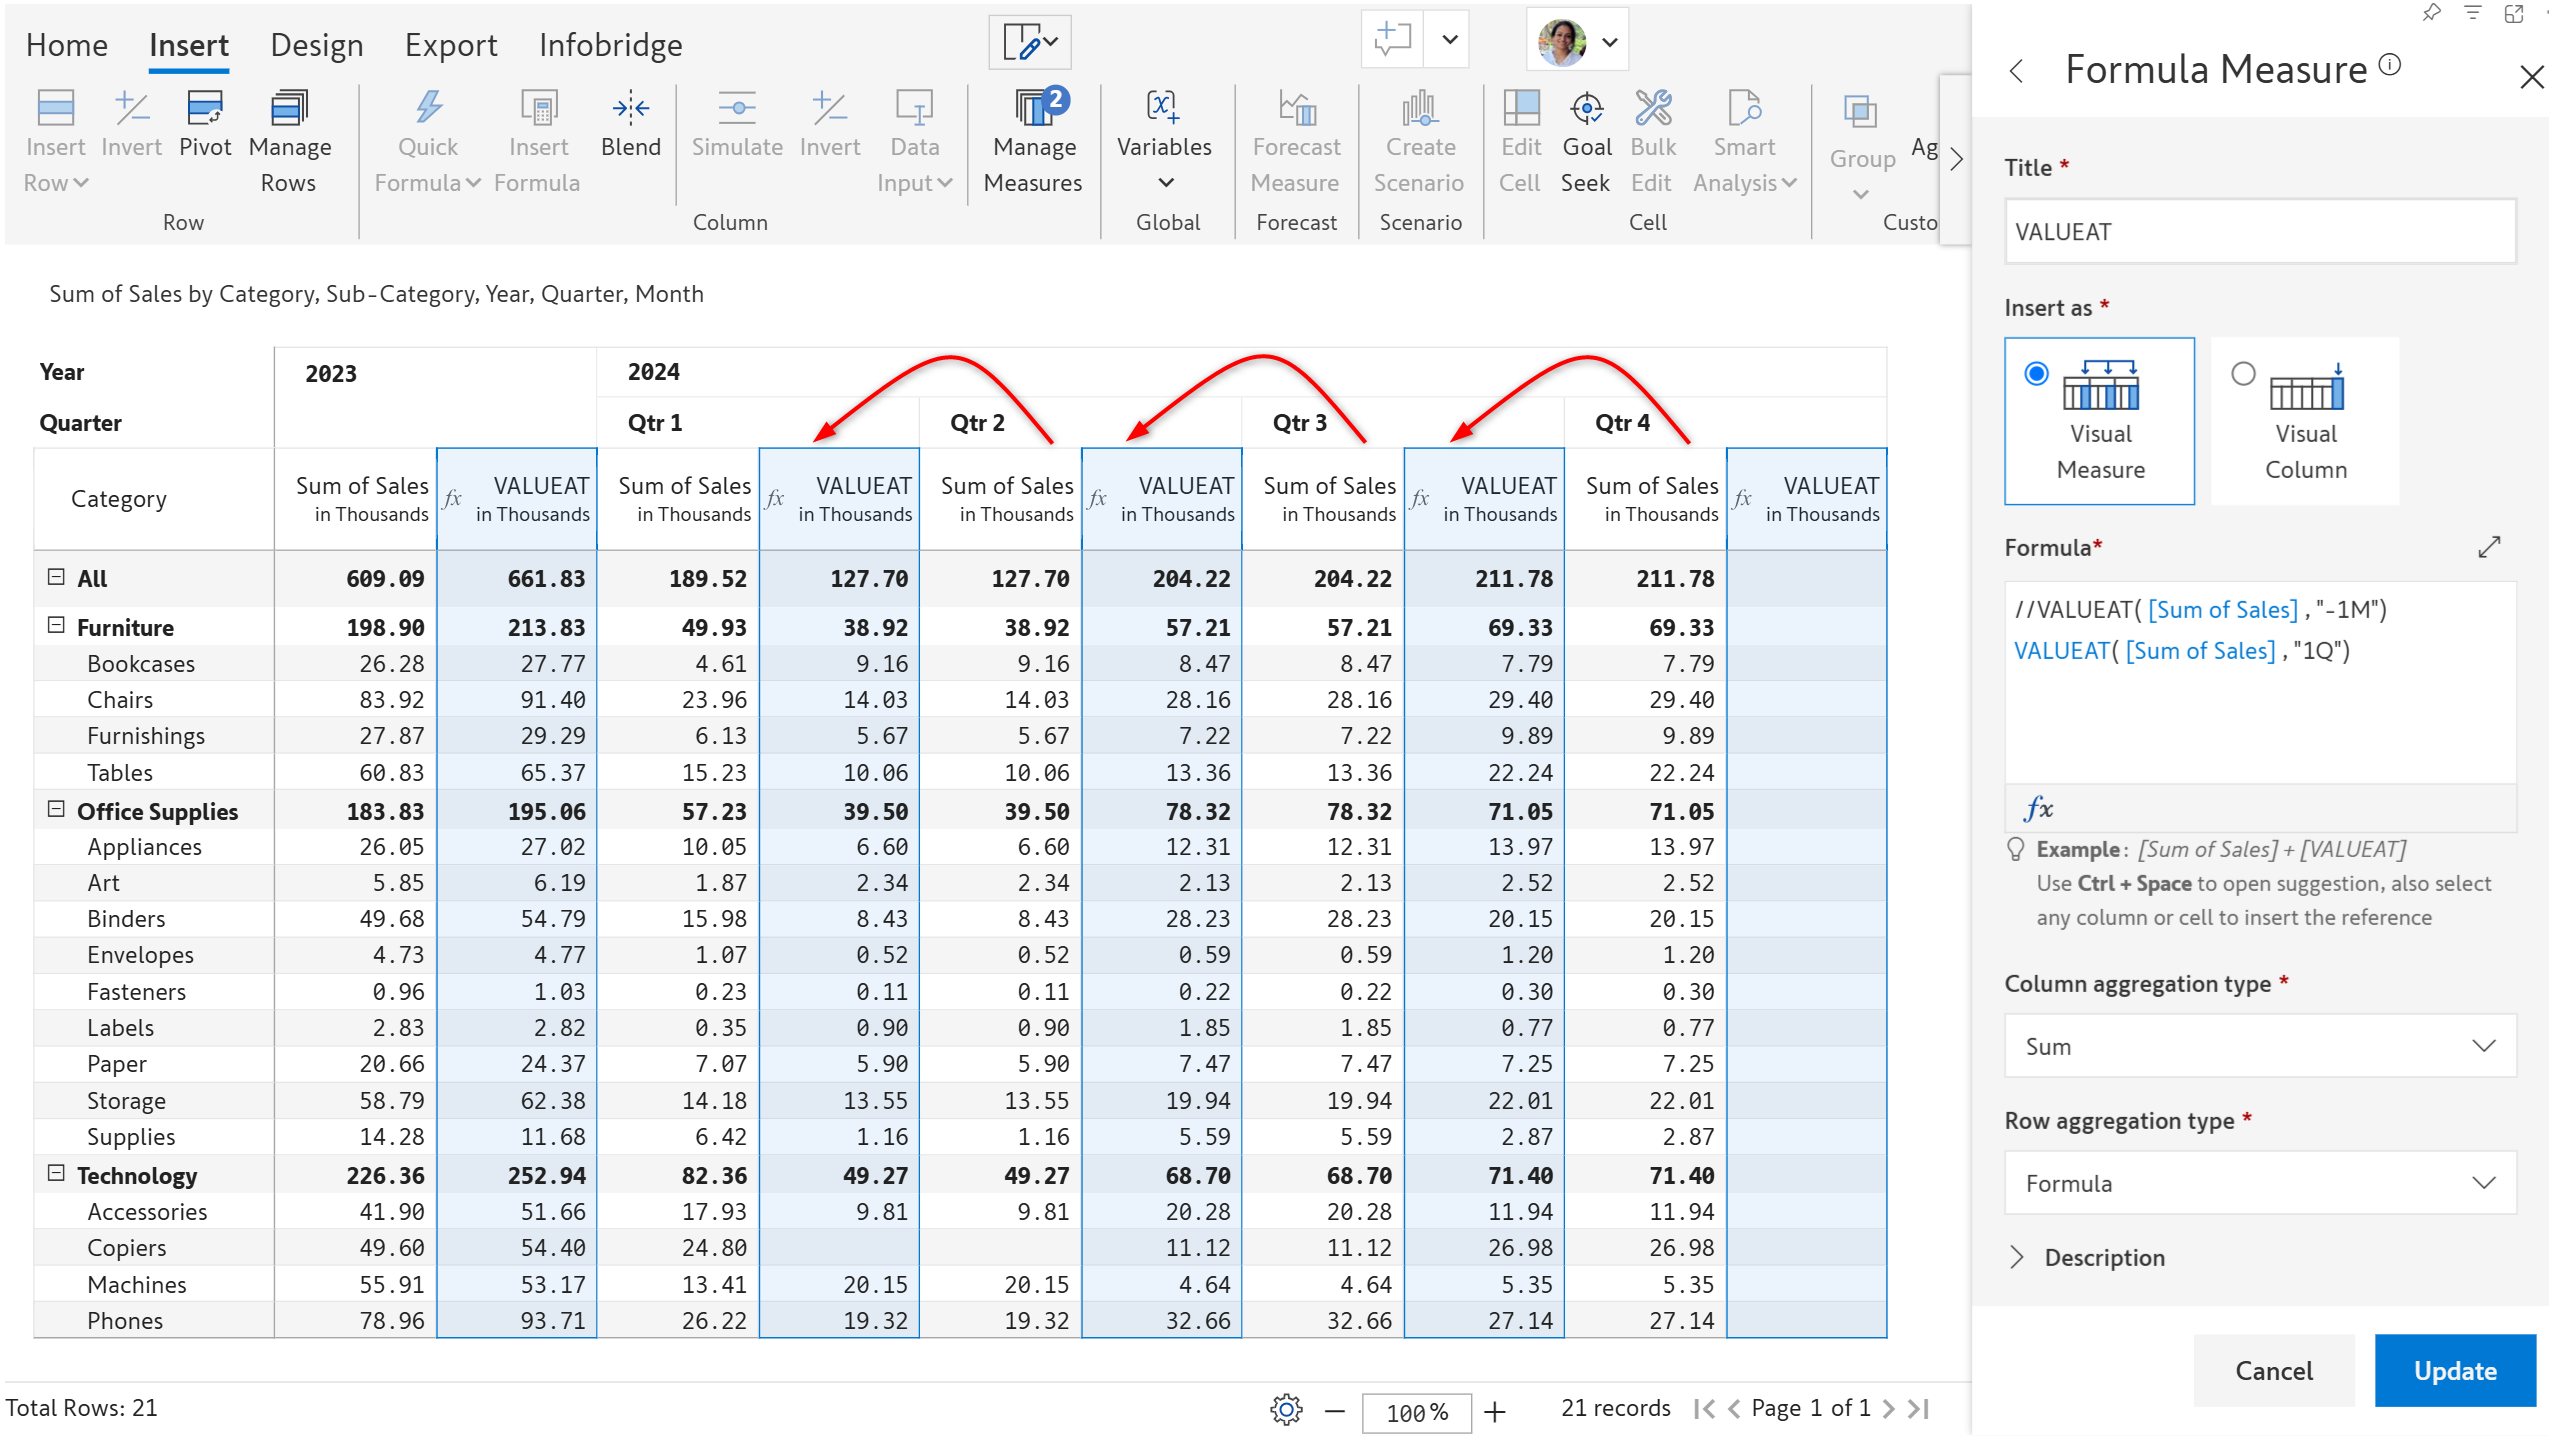 Home Insert Design Export Infobridge
Insert Row Invert Pivot Manage Rows Quick Formula Insert Formula Blend Simulate Invert Data Input Manage Measures 2 Variables Forecast Measure Create Scenario Edit Cell Goal Seek Bulk Edit Smart Analysis Group Ag
Row Column Global Forecast Scenario Cell Custo
Sum of Sales by Category, Sub-Category, Year, Quarter, Month
Year 2023 2024
Quarter Qtr 1 Qtr 2 Qtr 3 Qtr 4
Category Sum of Sales fx VALUEAT Sum of Sales fx VALUEAT Sum of Sales fx VALUEAT Sum of Sales fx VALUEAT Sum of Sales fx VALUEAT
in Thousands in Thousands in Thousands in Thousands in Thousands in Thousands in Thousands in Thousands in Thousands in Thousands
All 609.09 661.83 189.52 127.70 127.70 204.22 204.22 211.78 211.78
Furniture 198.90 213.83 49.93 38.92 38.92 57.21 57.21 69.33 69.33
Bookcases 26.28 27.77 4.61 9.16 9.16 8.47 8.47 7.79 7.79
Chairs 83.92 91.40 23.96 14.03 14.03 28.16 28.16 29.40 29.40
Furnishings 27.87 29.29 6.13 5.67 5.67 7.22 7.22 9.89 9.89
Tables 60.83 65.37 15.23 10.06 10.06 13.36 13.36 22.24 22.24
Office Supplies 183.83 195.06 57.23 39.50 39.50 78.32 78.32 71.05 71.05
Appliances 26.05 27.02 10.05 6.60 6.60 12.31 12.31 13.97 13.97
Art 5.85 6.19 1.87 2.34 2.34 2.13 2.13 2.52 2.52
Binders 49.68 54.79 15.98 8.43 8.43 28.23 28.23 20.15 20.15
Envelopes 4.73 4.77 1.07 0.52 0.52 0.59 0.59 1.20 1.20
Fasteners 0.96 1.03 0.23 0.11 0.11 0.22 0.22 0.30 0.30
Labels 2.83 2.82 0.35 0.90 0.90 1.85 1.85 0.77 0.77
Paper 20.66 24.37 7.07 5.90 5.90 7.47 7.47 7.25 7.25
Storage 58.79 62.38 14.18 13.55 13.55 19.94 19.94 22.01 22.01
Supplies 14.28 11.68 6.42 1.16 1.16 5.59 5.59 2.87 2.87
Technology 226.36 252.94 82.36 49.27 49.27 68.70 68.70 71.40 71.40
Accessories 41.90 51.66 17.93 9.81 9.81 20.28 20.28 11.94 11.94
Copiers 49.60 54.40 24.80 11.12 11.12 26.98 26.98
Machines 55.91 53.17 13.41 20.15 20.15 4.64 4.64 5.35 5.35
Phones 78.96 93.71 26.22 19.32 19.32 32.66 32.66 27.14 27.14
Total Rows: 21 100% 21 records Page 1 of 1
Formula Measure
Title *
VALUEAT
Insert as *
Visual Measure
Visual Column
Formula*
//VALUEAT( [Sum of Sales] , "-1M")
VALUEAT( [Sum of Sales] , "1Q")
fx
Example: [Sum of Sales] + [VALUEAT]
Use Ctrl + Space to open suggestion, also select
any column or cell to insert the reference
Column aggregation type *
Sum
Row aggregation type *
Formula
Description
Cancel Update